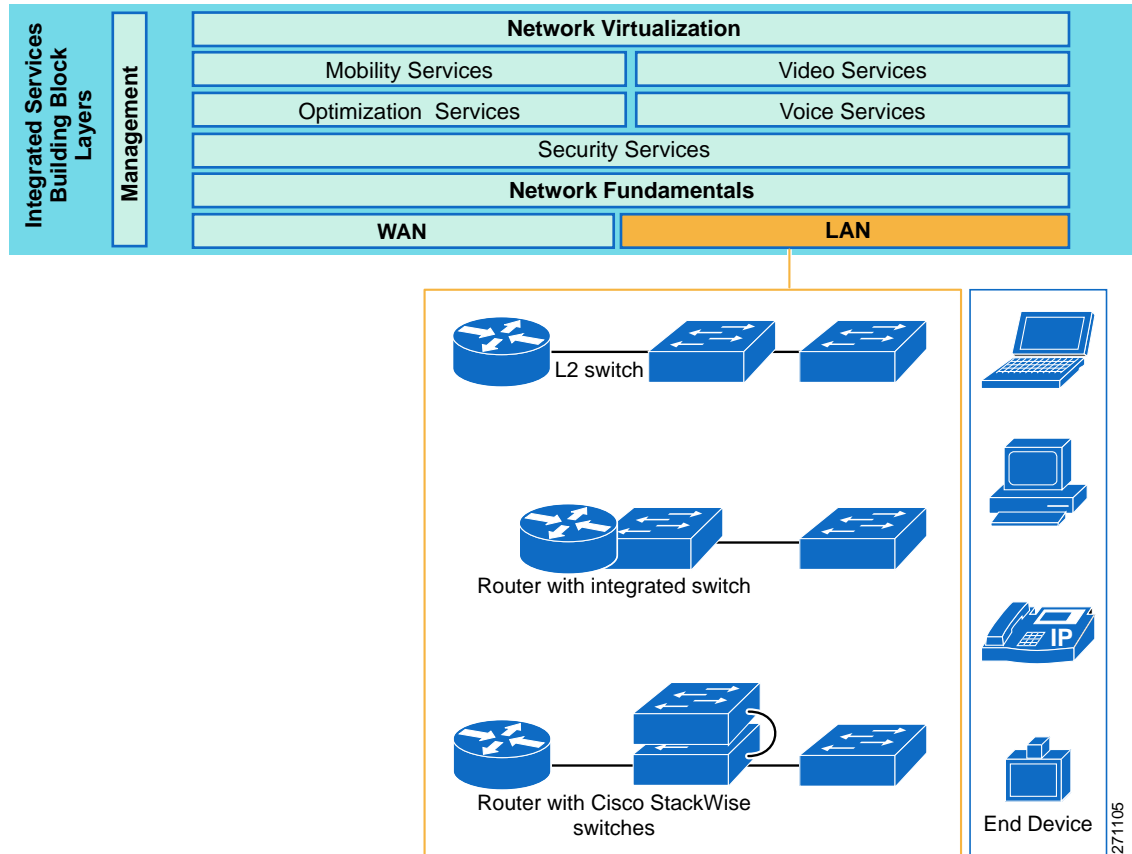 Integrated Services
Building Block
Layers
Management
Network Virtualization
Mobility Services
Video Services
Optimization Services
Voice Services
Security Services
Network Fundamentals
WAN
LAN
L2 switch
Router with integrated switch
IP
Router with Cisco StackWise
switches
End Device
271105